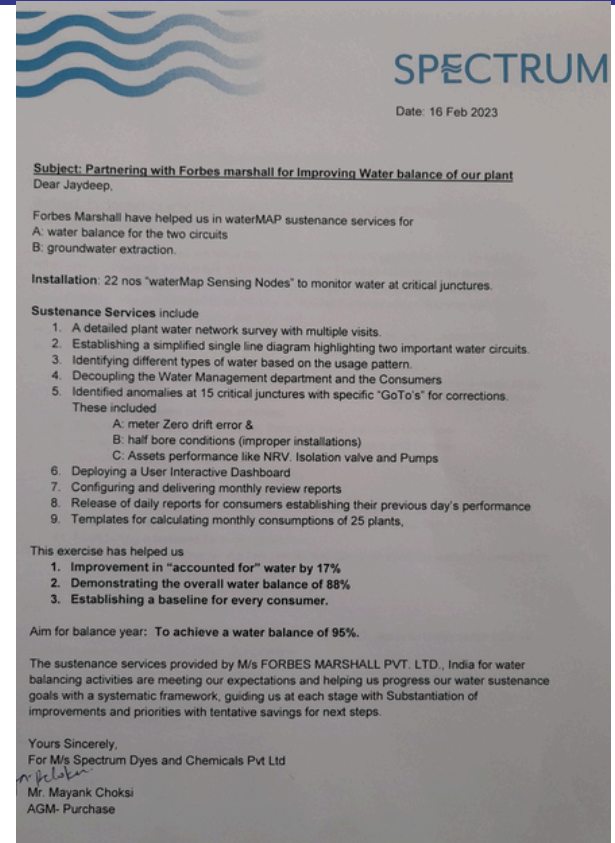 SPECTRUM
Date: 16 Feb 2023
Subject: Partnering with Forbes marshall for Improving Water balance of our plant
Dear Jaydeep,
Forbes Marshall have helped us in waterMAP sustenance services for
A: water balance for the two circuits
B: groundwater extraction.
Installation: 22 nos "waterMap Sensing Nodes" to monitor water at critical junctures.
Sustenance Services include
1. A detailed plant water network survey with multiple visits.
2. Establishing a simplified single line diagram highlighting two important water circuits.
3. Identifying different types of water based on the usage pattern.
4. Decoupling the Water Management department and the Consumers
5. Identified anomalies at 15 critical junctures with specific "GoTo's" for corrections.
These included
A: meter Zero drift error &
B: half bore conditions (improper installations)
C: Assets performance like NRV. Isolation valve and Pumps
6. Deploying a User Interactive Dashboard
7. Configuring and delivering monthly review reports
8. Release of daily reports for consumers establishing their previous day's performance
9. Templates for calculating monthly consumptions of 25 plants,
This exercise has helped us
1. Improvement in "accounted for" water by 17%
2. Demonstrating the overall water balance of 88%
3. Establishing a baseline for every consumer.
Aim for balance year: To achieve a water balance of 95%.
The sustenance services provided by M/s FORBES MARSHALL PVT. LTD., India for water
balancing activities are meeting our expectations and helping us progress our water sustenance
goals with a systematic framework, guiding us at each stage with Substantiation of
improvements and priorities with tentative savings for next steps.
Yours Sincerely,
For M/s Spectrum Dyes and Chemicals Pvt Ltd
Mr. Mayank Choksi
AGM- Purchase